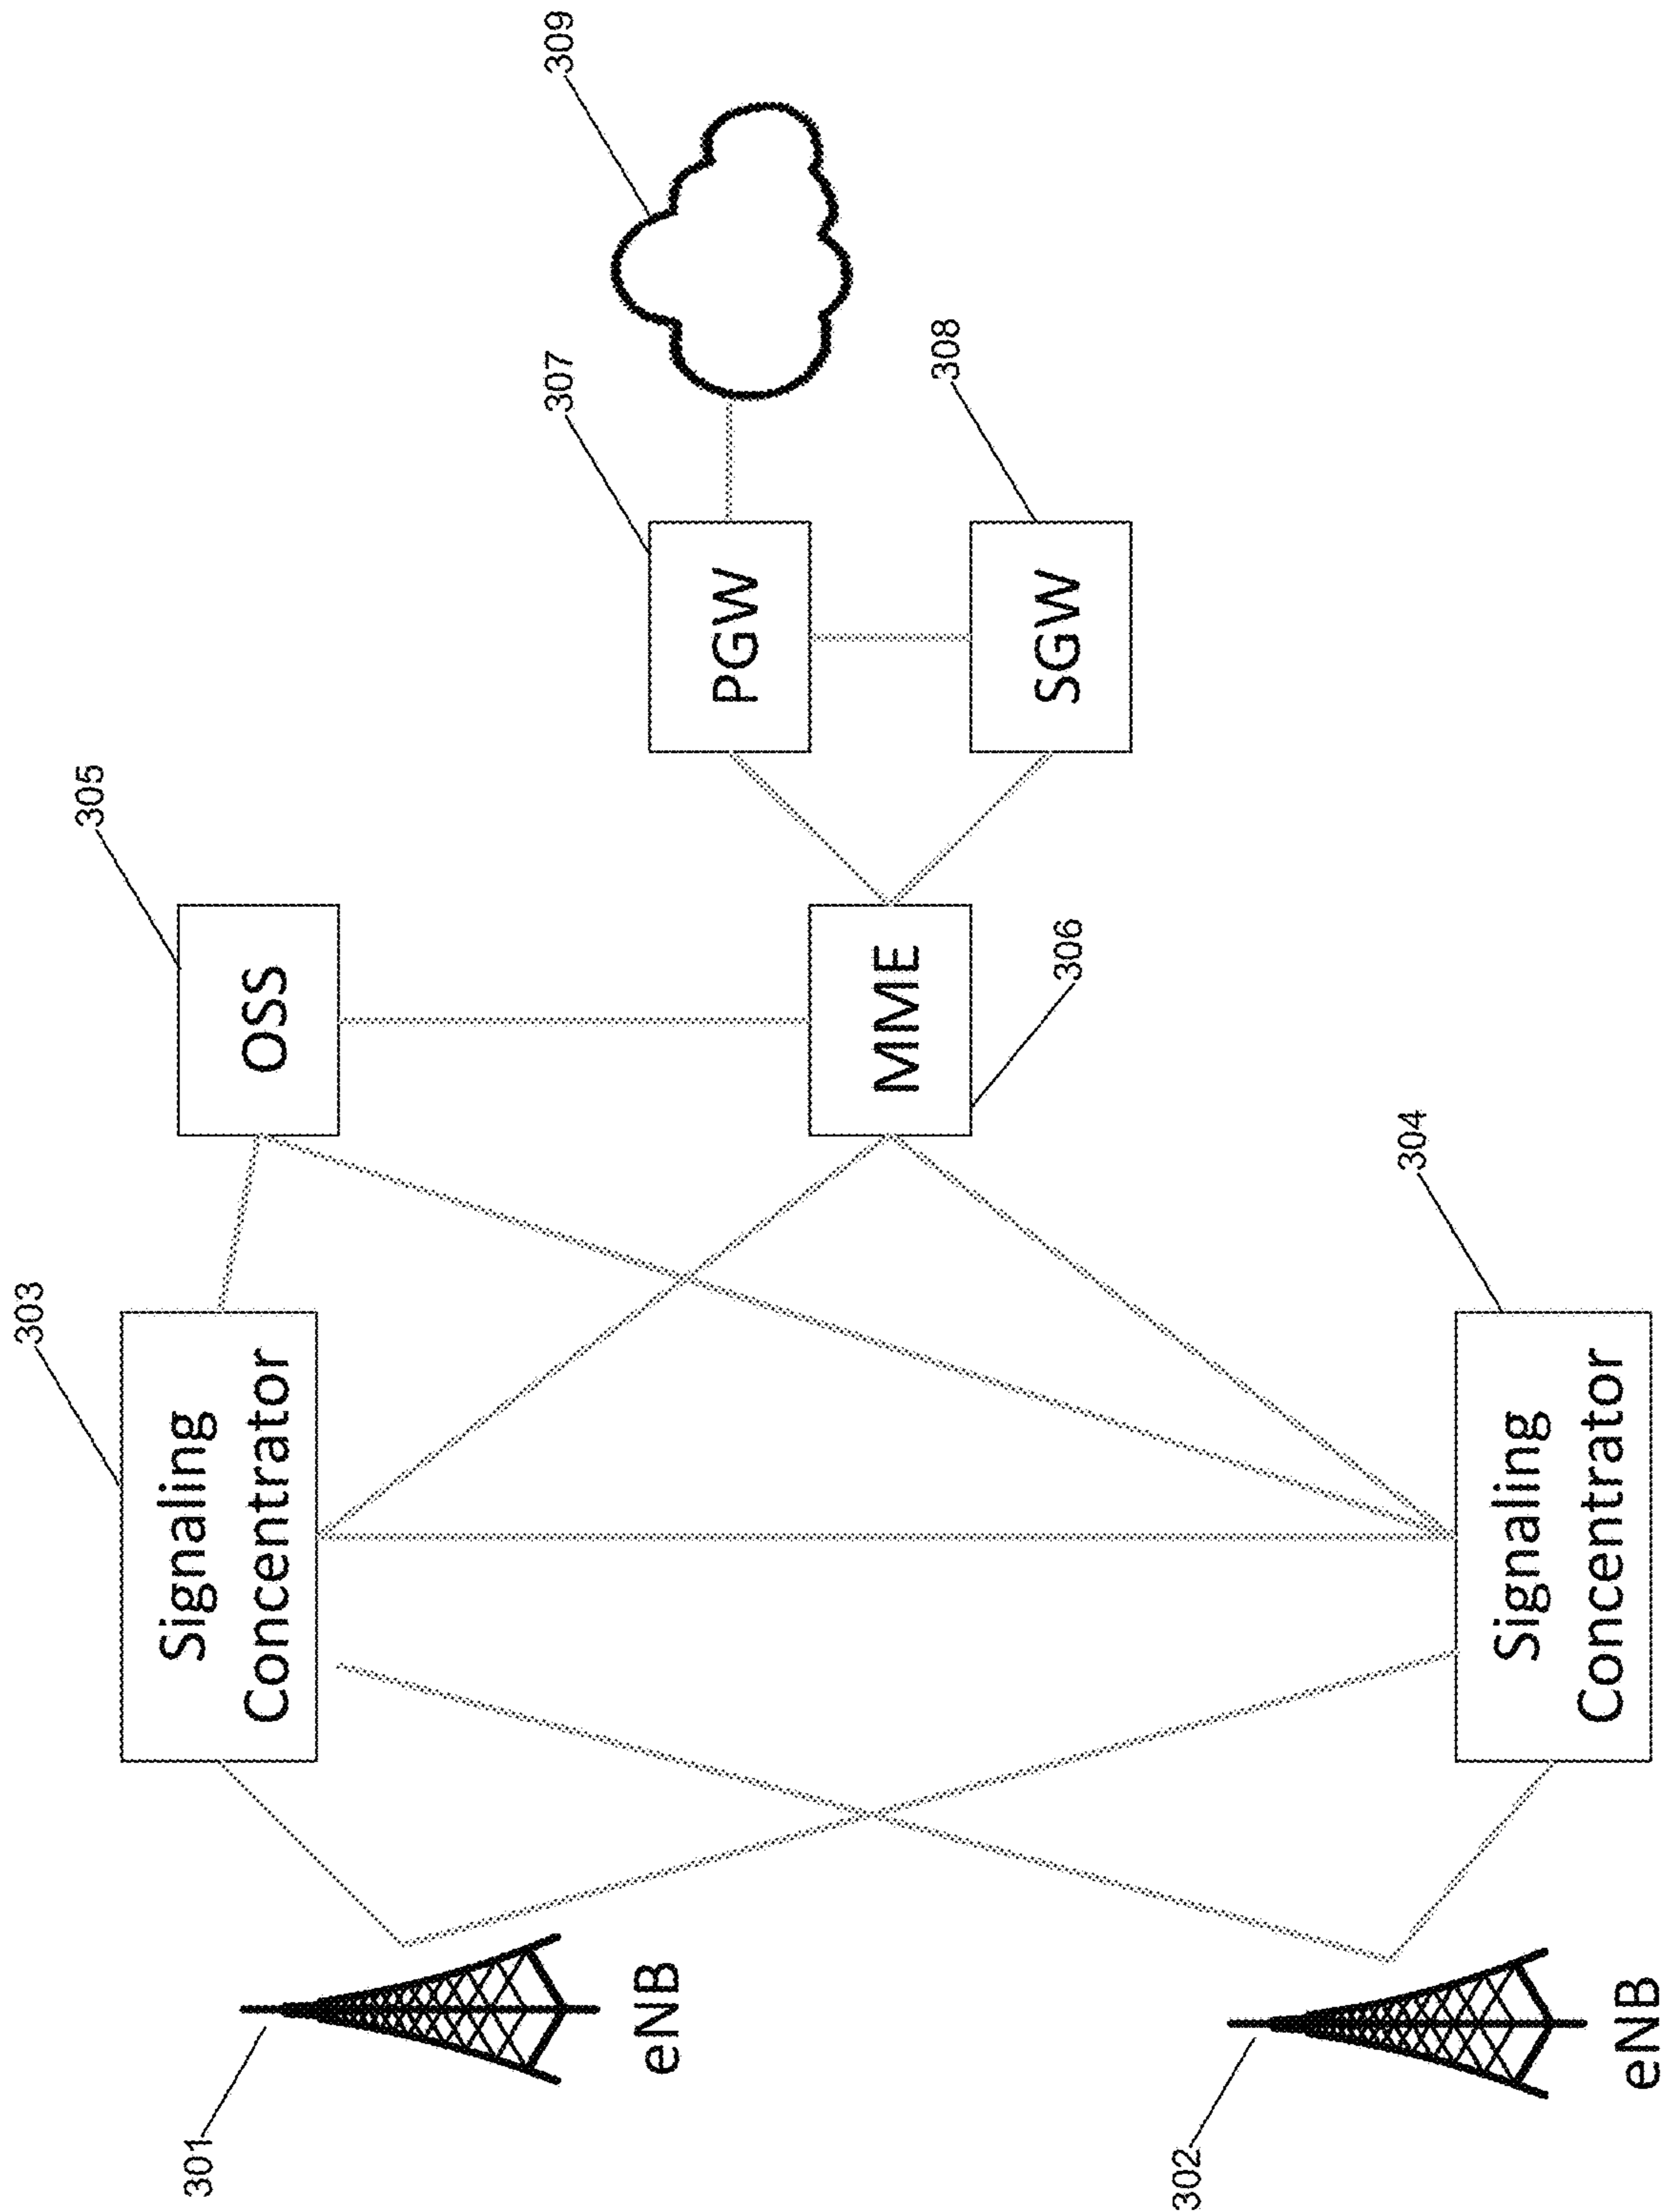 303
305
301
Signaling
Concentrator
OSS
307
309
eNB
PGW
MME
308
306
SGW
302
304
Signaling
Concentrator
eNB